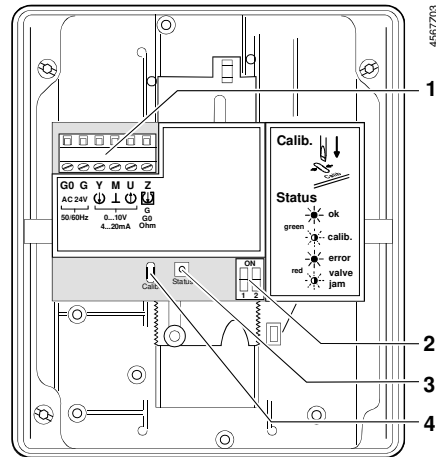 4567Z03
1
G0 G Y M U Z
AC 24V
50/60Hz
0...10V
4...20mA
G
G0
Ohm
Calib.
Calib.
Status
ok
green
calib.
error
red
valve
jam
Calib.
Status
ON
1 2
2
3
4